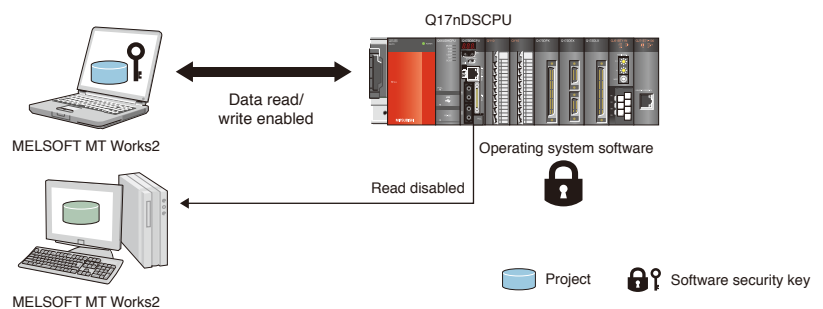 Q17nDSCPU
Data read/
write enabled
MELSOFT MT Works2
Operating system software
Read disabled
MELSOFT MT Works2
Project
Software security key